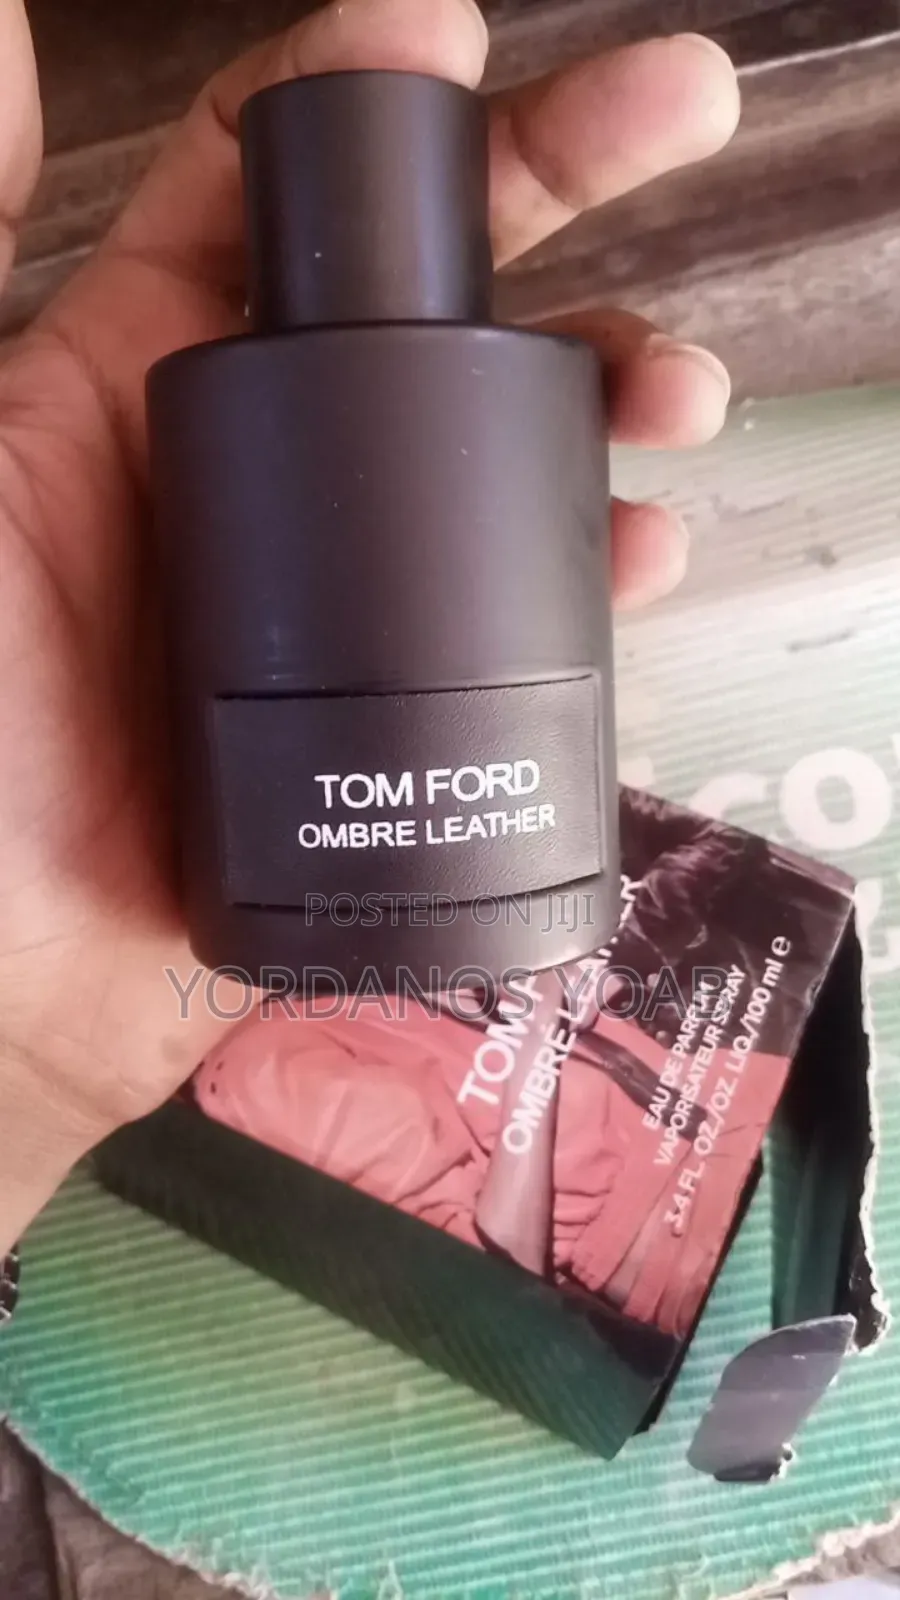 TOM FORD
OMBRE LEATHER
POSTED ON JIJI
YORDANOS YOAB
TOM F
OMBRE LEATHER
EAU DE PARFUM
VAPORISATEUR SPRAY
3.4 FL. OZ./OZ. LIQ./100 ml e
co